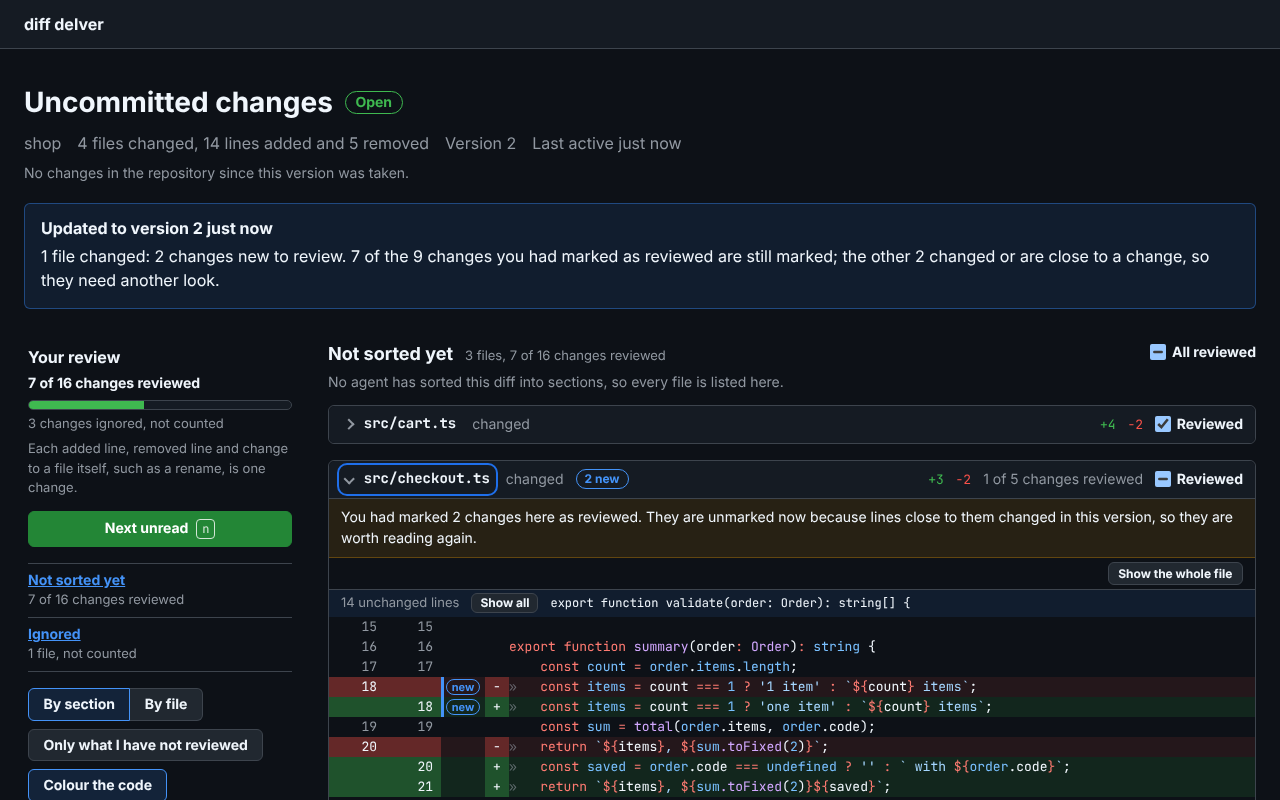 diff delver
Uncommitted changes Open
shop 4 files changed, 14 lines added and 5 removed Version 2 Last active just now
No changes in the repository since this version was taken.
Updated to version 2 just now
1 file changed: 2 changes new to review. 7 of the 9 changes you had marked as reviewed are still marked; the other 2 changed or are close to a change, so
they need another look.
Your review
7 of 16 changes reviewed
3 changes ignored, not counted
Each added line, removed line and change
to a file itself, such as a rename, is one
change.
Next unread n
Not sorted yet
7 of 16 changes reviewed
Ignored
1 file, not counted
By section By file
Only what I have not reviewed
Colour the code
Not sorted yet 3 files, 7 of 16 changes reviewed All reviewed
No agent has sorted this diff into sections, so every file is listed here.
src/cart.ts changed +4 -2 Reviewed
src/checkout.ts changed 2 new +3 -2 1 of 5 changes reviewed Reviewed
You had marked 2 changes here as reviewed. They are unmarked now because lines close to them changed in this version, so they are
worth reading again.
Show the whole file
14 unchanged lines Show all export function validate(order: Order): string[] {
15 15
16 16 export function summary(order: Order): string {
17 17 const count = order.items.length;
18 new - » const items = count === 1 ? '1 item' : `${count} items`;
18 new + » const items = count === 1 ? 'one item' : `${count} items`;
19 19 const sum = total(order.items, order.code);
20 - » return `${items}, ${sum.toFixed(2)}`;
20 + » const saved = order.code === undefined ? '' : ` with ${order.code}`;
21 + » return `${items}, ${sum.toFixed(2)}${saved}`;